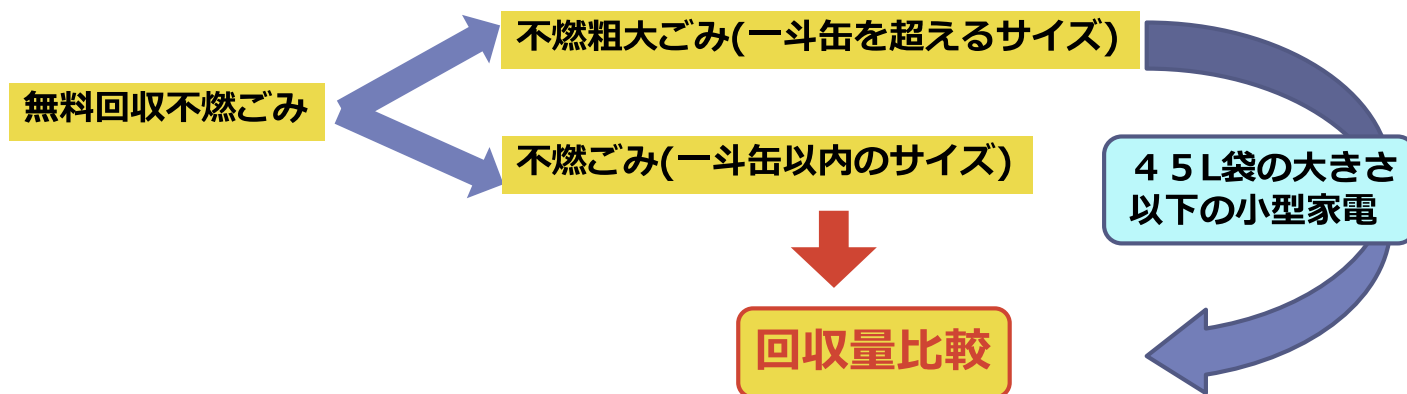 不燃粗大ごみ(一斗缶を超えるサイズ)
無料回収不燃ごみ
不燃ごみ(一斗缶以内のサイズ)
４５L袋の大きさ
以下の小型家電
回収量比較